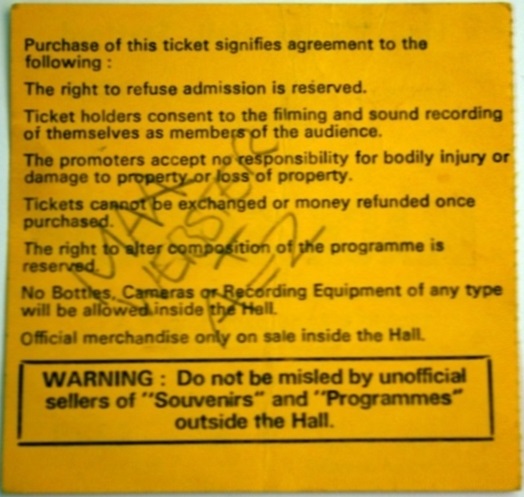 Purchase of this ticket signifies agreement to the
following :
The right to refuse admission is reserved.
Ticket holders consent to the filming and sound recording
of themselves as members of the audience.
The promoters accept no responsibility for bodily injury or
damage to property or loss of property.
Tickets cannot be exchanged or money refunded once
purchased.
The right to alter composition of the programme is
reserved.
No Bottles, Cameras or Recording Equipment of any type
will be allowed inside the Hall.
Official merchandise only on sale inside the Hall.
WARNING : Do not be misled by unofficial
sellers of "Souvenirs" and "Programmes"
outside the Hall.